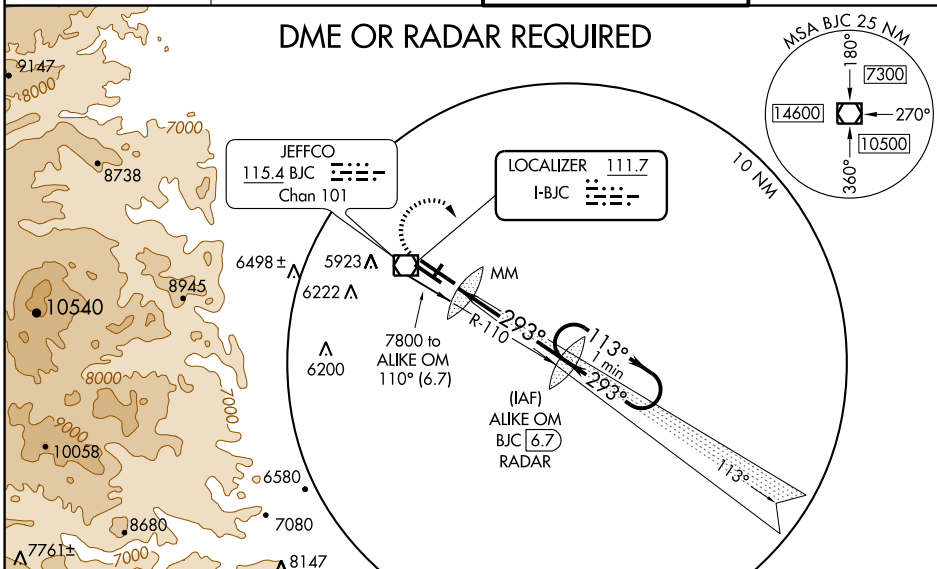 DME OR RADAR REQUIRED
MSA BJC 25 NM
180°
7300
14600
270°
10500
360°
9147
8000
7000
8738
JEFFCO
115.4 BJC
Chan 101
LOCALIZER 111.7
I-BJC
10 NM
6498 ±
5923
6222
8945
10540
MM
R-110
293°
113°
1 min
293°
7800 to
ALIKE OM
110° (6.7)
6200
(IAF)
ALIKE OM
BJC 6.7
RADAR
8000
7000
9000
10058
113°
6580
7080
8680
7000
7761±
8147